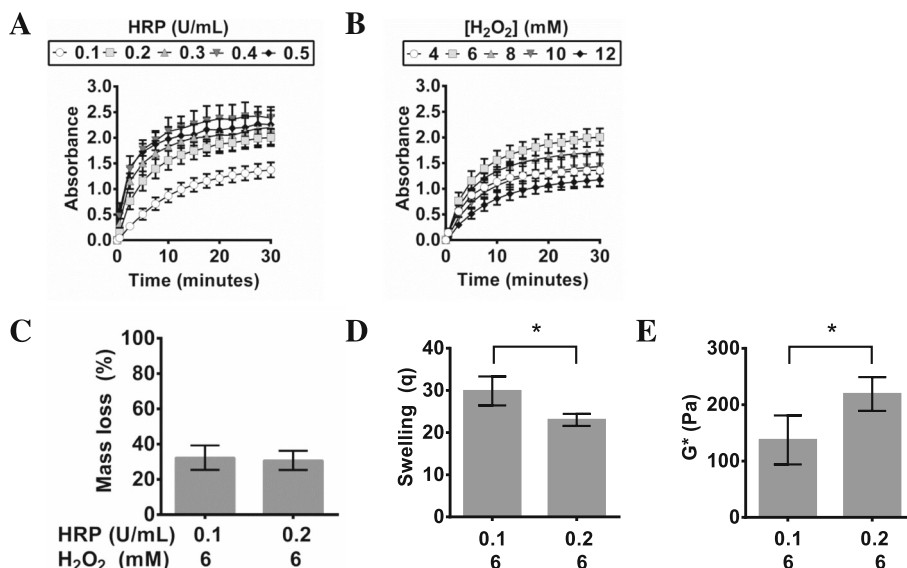 A
HRP (U/mL)
0.1 0.2 0.3 0.4 0.5
3.0
2.5
2.0
1.5
1.0
0.5
0.0
Absorbance
0 10 20 30
Time (minutes)
B
[H₂O₂] (mM)
4 6 8 10 12
3.0
2.5
2.0
1.5
1.0
0.5
0.0
Absorbance
0 10 20 30
Time (minutes)
C
100
80
60
40
20
0
Mass loss (%)
HRP (U/mL) 0.1 0.2
H₂O₂ (mM) 6 6
D
*
40
30
20
10
0
Swelling (q)
0.1 0.2
6 6
E
*
300
200
100
0
G* (Pa)
0.1 0.2
6 6